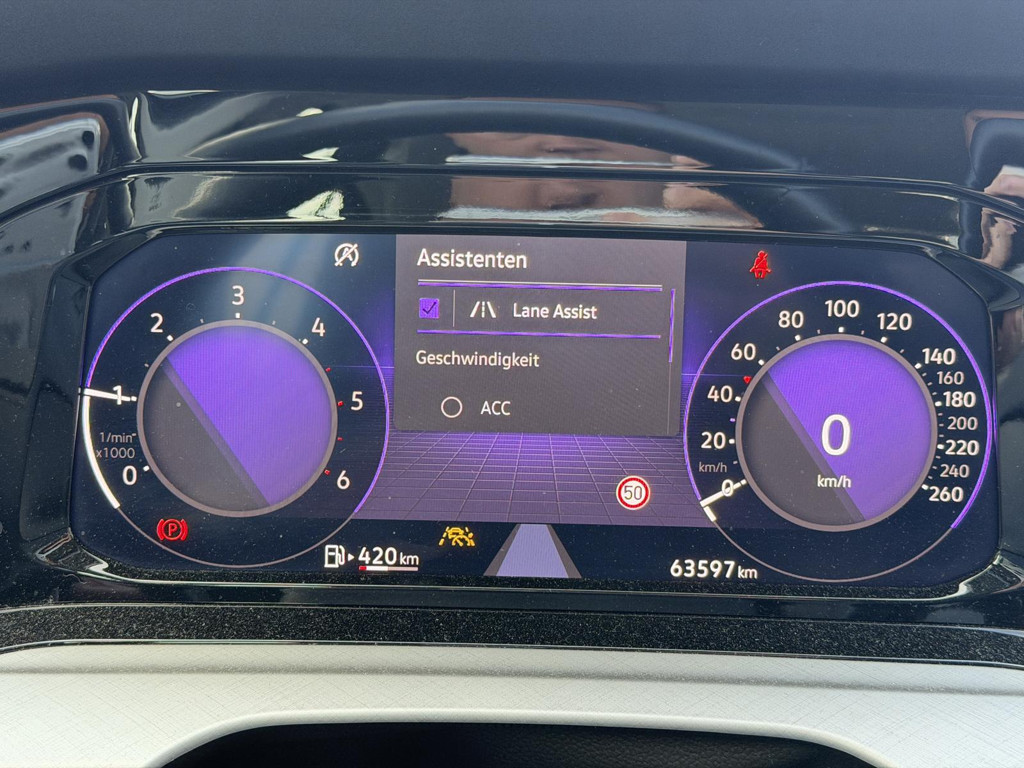 Assistenten
Lane Assist
Geschwindigkeit
ACC
50
0
1
2
3
4
5
6
1/min
x1000
P
420 km
63597 km
0
20
40
60
80
100
120
140
160
180
200
220
240
260
km/h
0
km/h